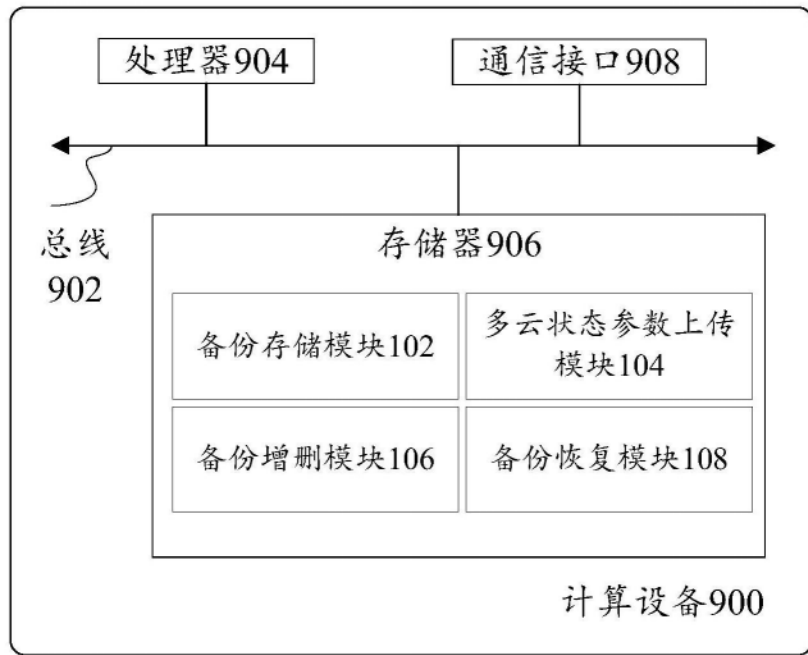 处理器904
通信接口908
总线
902
存储器906
备份存储模块102
多云状态参数上传
模块104
备份增删模块106
备份恢复模块108
计算设备900